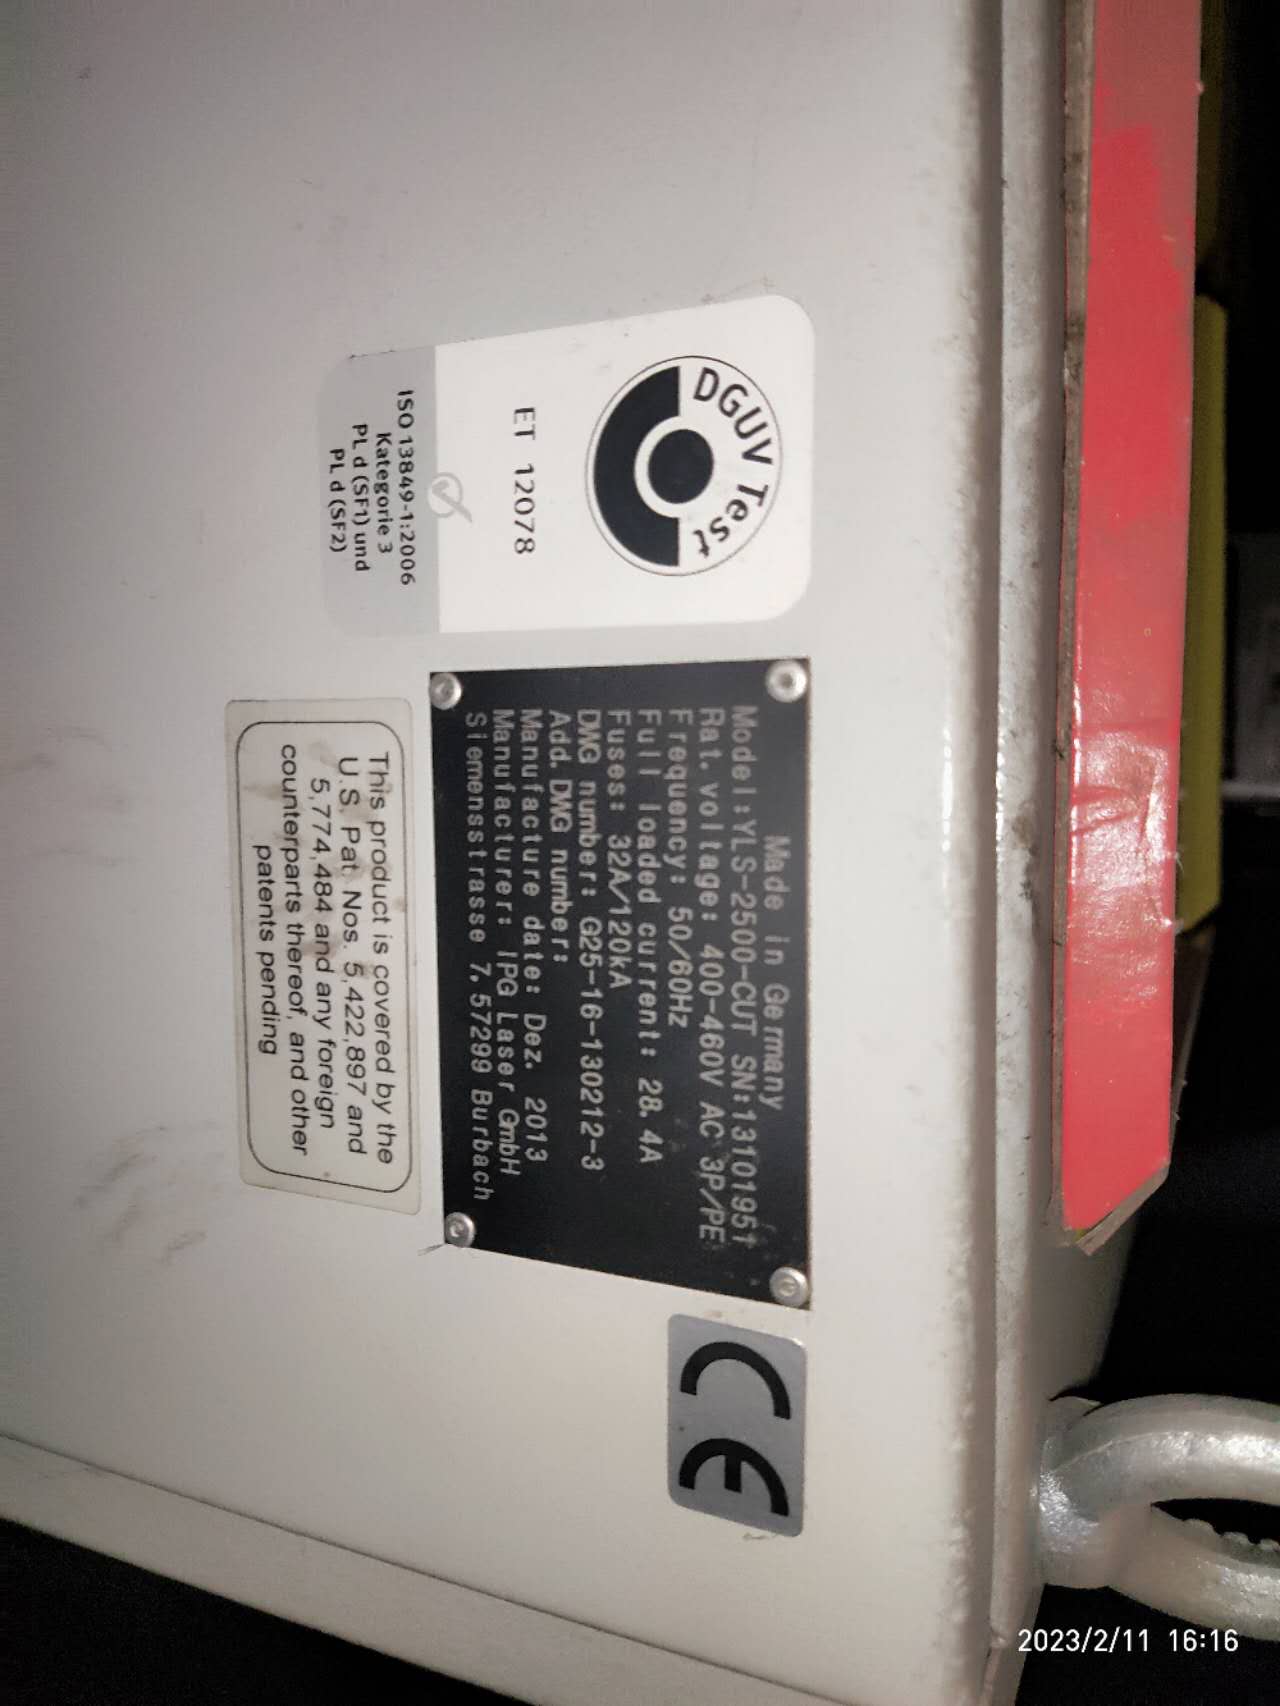 DGUV Test
ET 12078
ISO 13849-1:2006
Kategorie 3
PL d (SF1) und
PL d (SF2)
Made in Germany
Model:YLS-2500-CUT SN:13101951
Rat.voltage: 400-460V AC 3P/PE
Frequency: 50/60Hz
Full loaded current: 28.4A
Fuses: 32A/120kA
DWG number: G25-16-130212-3
Add.DWG number:
Manufacture date: Dez. 2013
Manufacturer: IPG Laser GmbH
Siemensstrasse 7,57299 Burbach
This product is covered by the
U.S. Pat. Nos. 5,422,897 and
5,774,484 and any foreign
counterparts thereof, and other
patents pending
CE
2023/2/11 16:16